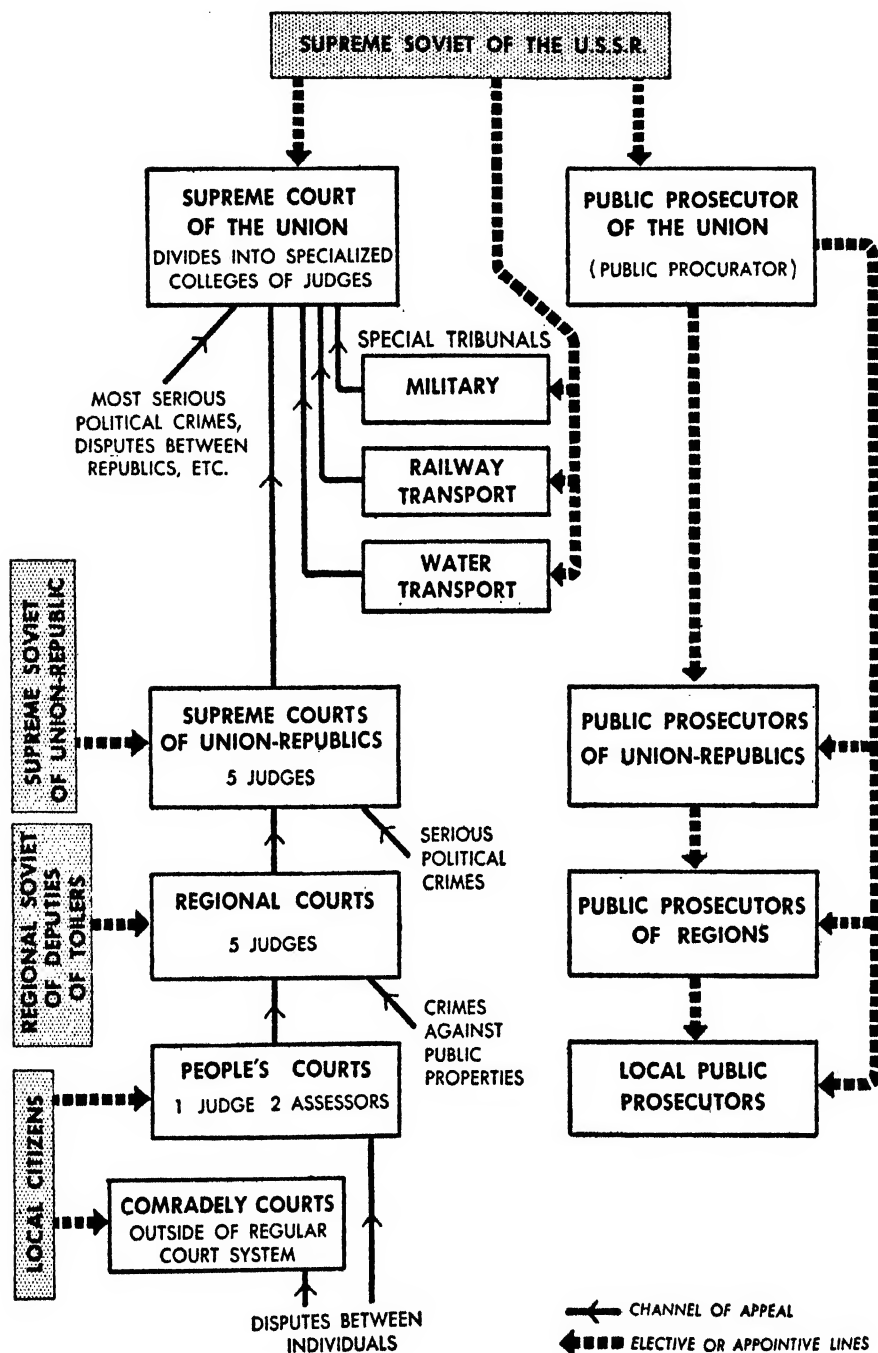 SUPREME SOVIET OF THE U.S.S.R.
SUPREME COURT
OF THE UNION
DIVIDES INTO SPECIALIZED
COLLEGES OF JUDGES
PUBLIC PROSECUTOR
OF THE UNION
(PUBLIC PROCURATOR)
SPECIAL TRIBUNALS
MILITARY
RAILWAY
TRANSPORT
WATER
TRANSPORT
MOST SERIOUS
POLITICAL CRIMES,
DISPUTES BETWEEN
REPUBLICS, ETC.
SUPREME SOVIET
OF UNION-REPUBLIC
SUPREME COURTS
OF UNION-REPUBLICS
5 JUDGES
PUBLIC PROSECUTORS
OF UNION-REPUBLICS
SERIOUS
POLITICAL
CRIMES
REGIONAL SOVIET
OF DEPUTIES
OF TOILERS
REGIONAL COURTS
5 JUDGES
PUBLIC PROSECUTORS
OF REGIONS
CRIMES
AGAINST
PUBLIC
PROPERTIES
LOCAL CITIZENS
PEOPLE'S COURTS
1 JUDGE 2 ASSESSORS
LOCAL PUBLIC
PROSECUTORS
COMRADELY COURTS
OUTSIDE OF REGULAR
COURT SYSTEM
DISPUTES BETWEEN
INDIVIDUALS
CHANNEL OF APPEAL
ELECTIVE OR APPOINTIVE LINES